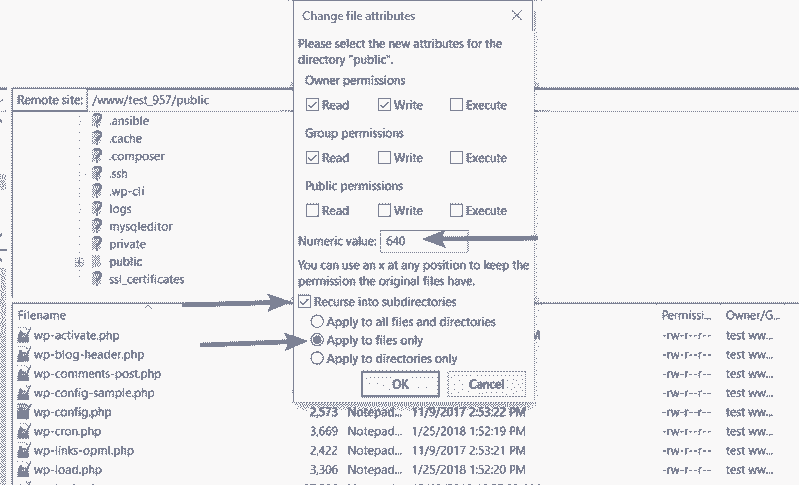 Change file attributes
Please select the new attributes for the
directory "public".
Owner permissions
Read Write Execute
Group permissions
Read Write Execute
Public permissions
Read Write Execute
Numeric value: 640
You can use an x at any position to keep the
permission the original files have.
Recurse into subdirectories
Apply to all files and directories
Apply to files only
Apply to directories only
OK Cancel
Remote site: /www/test_957/public
.ansible
.cache
.composer
.ssh
.wp-cli
logs
mysqleditor
private
public
ssl_certificates
Filename Permissi... Owner/G...
wp-activate.php M -rw-r--r-- test ww...
wp-blog-header.php -rw-r--r-- test ww...
wp-comments-post.php -rw-r--r-- test ww...
wp-config-sample.php -rw-r--r-- test ww...
wp-config.php 2,573 Notepad... 11/9/2017 2:53:22 PM -rw-r--r-- test ww...
wp-cron.php 3,669 Notepad... 1/25/2018 1:52:19 PM -rw-r--r-- test ww...
wp-links-opml.php 2,422 Notepad... 11/9/2017 2:53:21 PM -rw-r--r-- test ww...
wp-load.php 3,306 Notepad... 1/25/2018 1:52:20 PM -rw-r--r-- test ww...